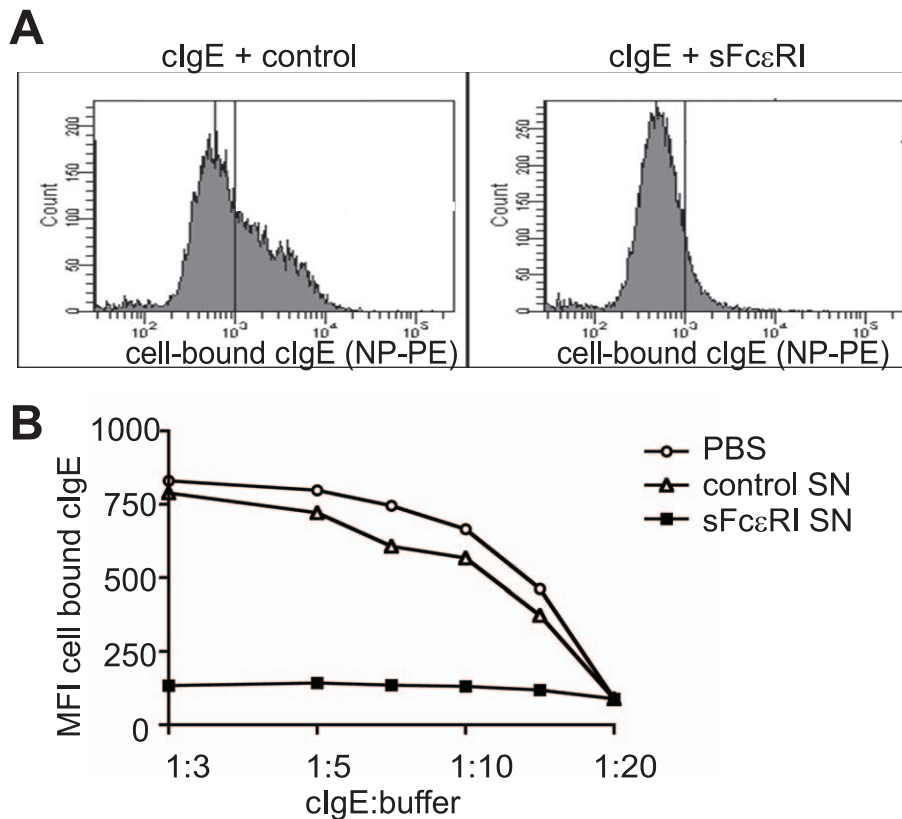 A
cIgE + control
cIgE + sFcεRI
Count
0 50 100 150 200
10² 10³ 10⁴ 10⁵
cell-bound cIgE (NP-PE)
Count
0 50 100 150 200 250
10² 10³ 10⁴ 10⁵
cell-bound cIgE (NP-PE)
B
MFI cell bound cIgE
1000
750
500
250
0
1:3 1:5 1:10 1:20
cIgE:buffer
PBS
control SN
sFcεRI SN